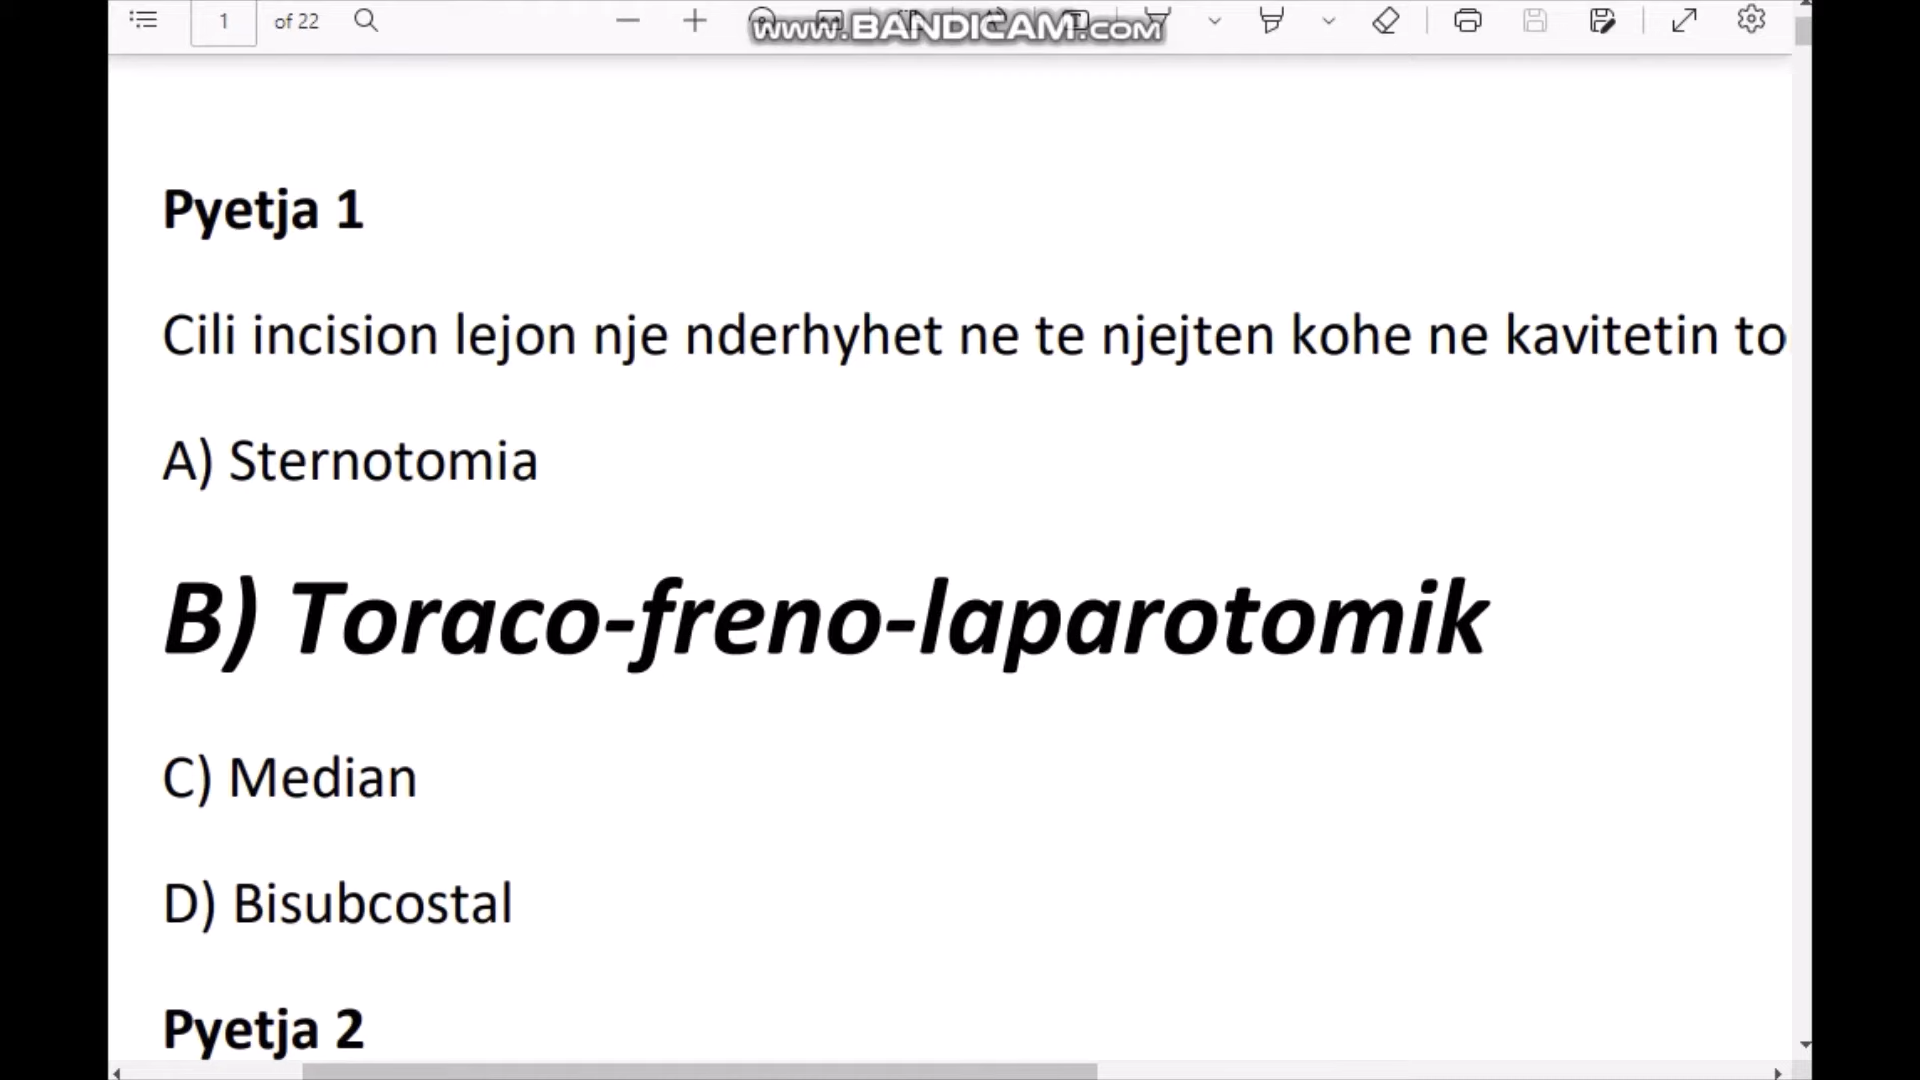 1 of 22
www.BANDICAM.com
Pyetja 1
Cili incision lejon nje nderhyhet ne te njejten kohe ne kavitetin to
A) Sternotomia
B) Toraco-freno-laparotomik
C) Median
D) Bisubcostal
Pyetja 2